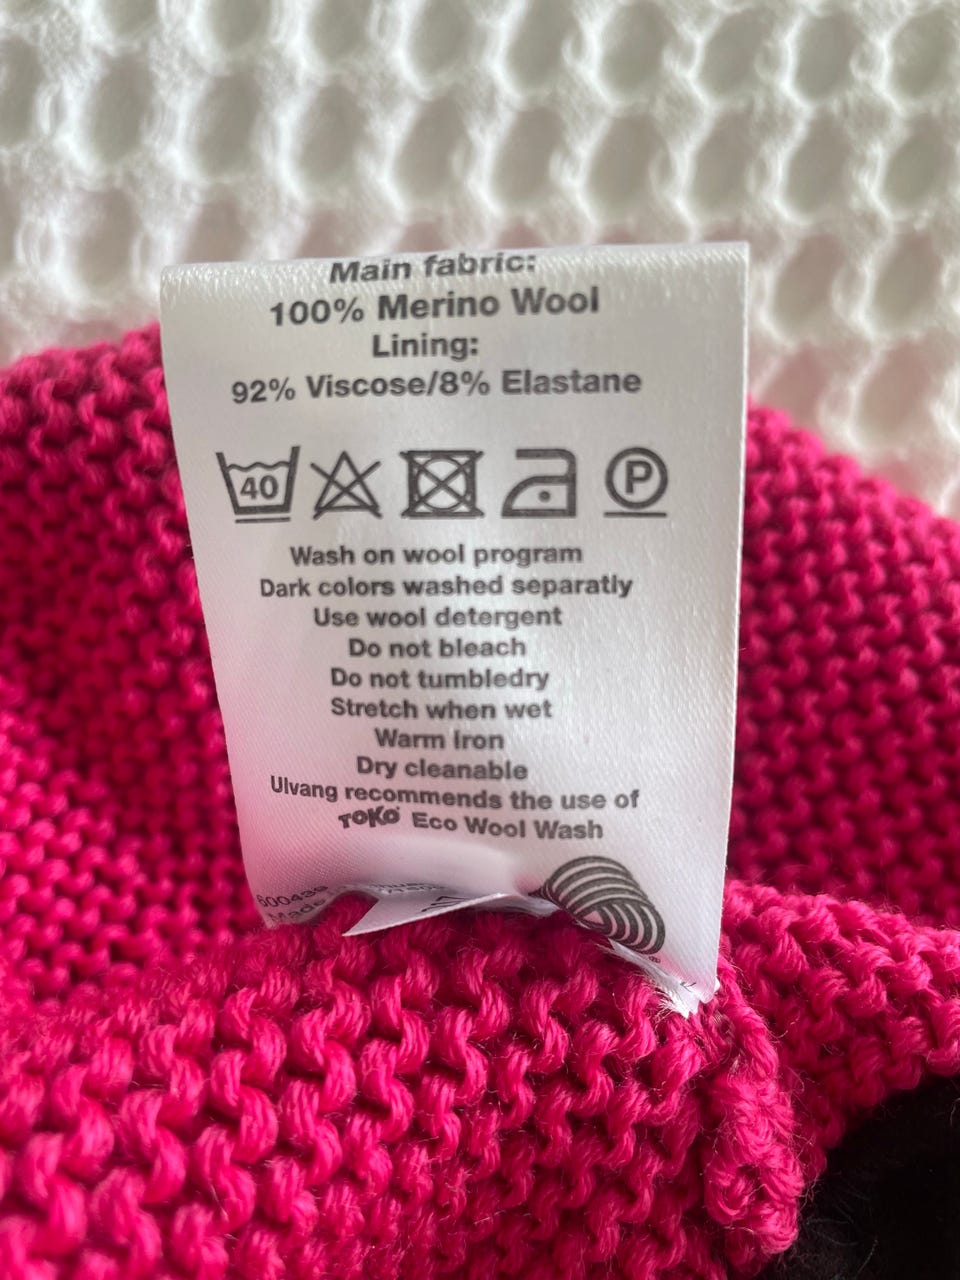 Main fabric:
100% Merino Wool
Lining:
92% Viscose/8% Elastane
40 P
Wash on wool program
Dark colors washed separatly
Use wool detergent
Do not bleach
Do not tumbledry
Stretch when wet
Warm Iron
Dry cleanable
Ulvang recommends the use of
TOKO Eco Wool Wash
Made